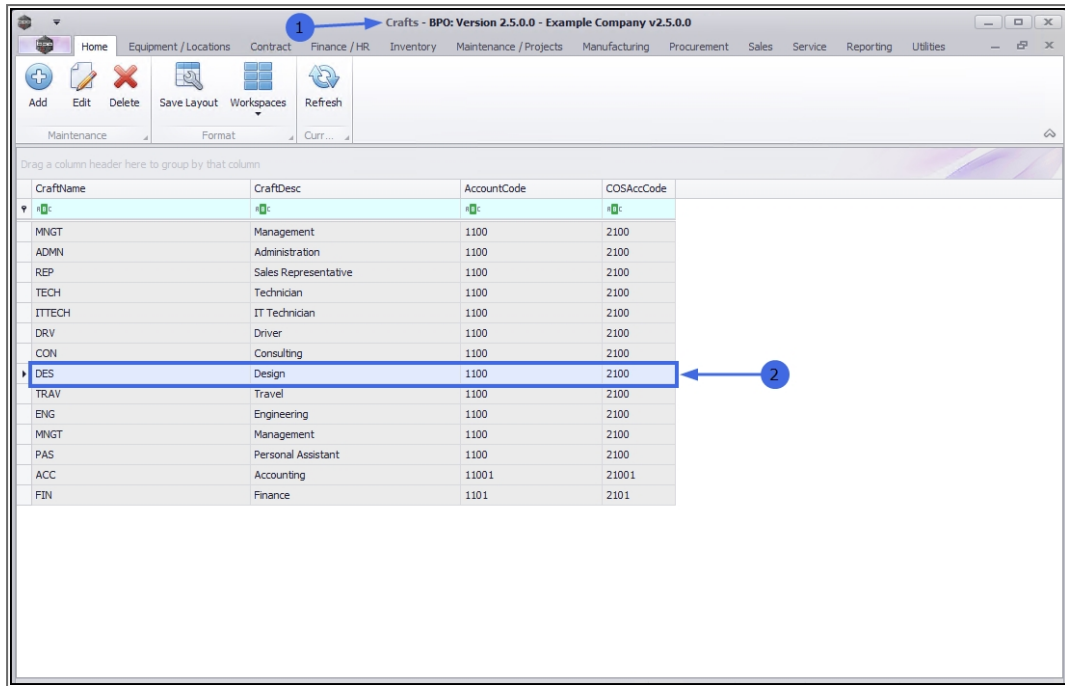 1
Crafts - BPO: Version 2.5.0.0 - Example Company v2.5.0.0
bpo Home Equipment / Locations Contract Finance / HR Inventory Maintenance / Projects Manufacturing Procurement Sales Service Reporting Utilities
Add Edit Delete Save Layout Workspaces Refresh
Maintenance Format Curr...
Drag a column header here to group by that column
CraftName CraftDesc AccountCode COSAccCode
MNGT Management 1100 2100
ADMN Administration 1100 2100
REP Sales Representative 1100 2100
TECH Technician 1100 2100
ITTECH IT Technician 1100 2100
DRV Driver 1100 2100
CON Consulting 1100 2100
DES Design 1100 2100 2
TRAV Travel 1100 2100
ENG Engineering 1100 2100
MNGT Management 1100 2100
PAS Personal Assistant 1100 2100
ACC Accounting 11001 21001
FIN Finance 1101 2101